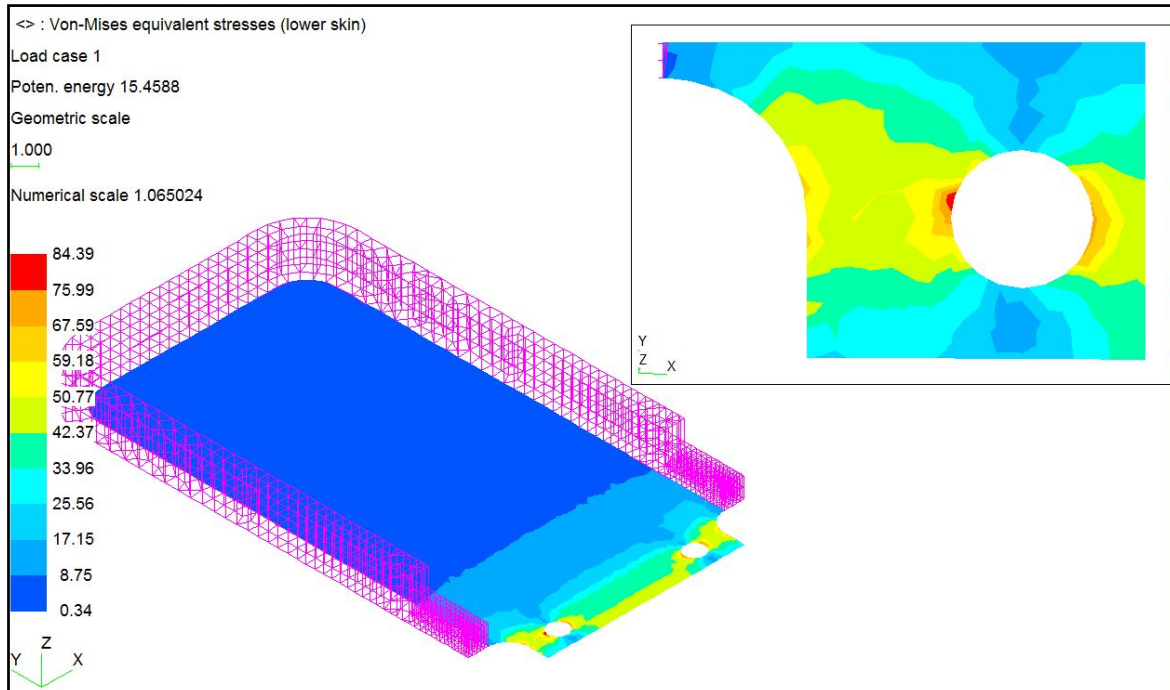 <> : Von-Mises equivalent stresses (lower skin)
Load case 1
Poten. energy 15.4588
Geometric scale
1.000
Numerical scale 1.065024
84.39
75.99
67.59
59.18
50.77
42.37
33.96
25.56
17.15
8.75
0.34
Z
Y X
Y
Z X